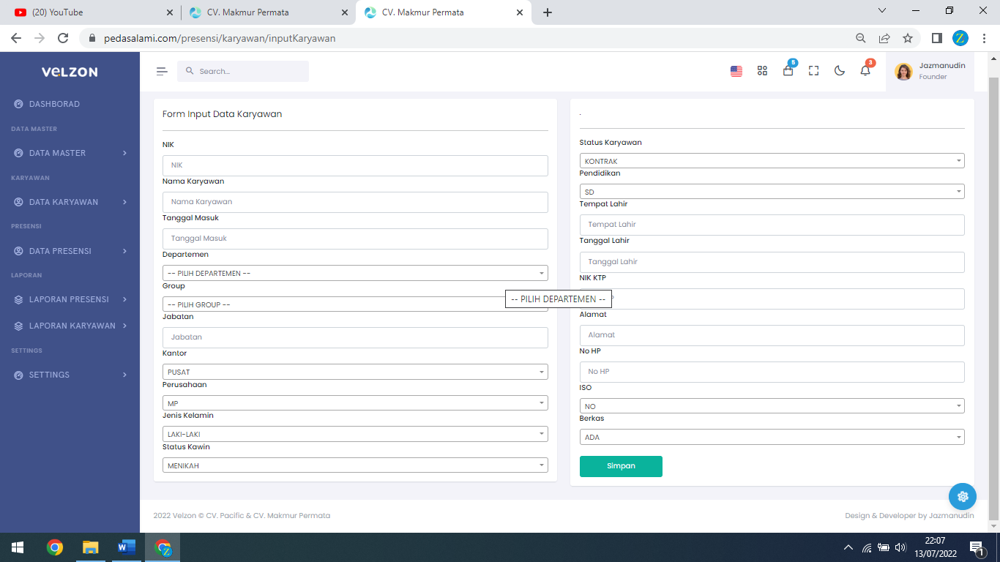 (20) YouTube
CV. Makmur Permata
CV. Makmur Permata
pedasalami.com/presensi/karyawan/inputKaryawan
VELZON
Search...
5
3
Jazmanudin
Founder
DASHBORAD
DATA MASTER
DATA MASTER
KARYAWAN
DATA KARYAWAN
PRESENSI
DATA PRESENSI
LAPORAN
LAPORAN PRESENSI
LAPORAN KARYAWAN
SETTINGS
SETTINGS
Form Input Data Karyawan
NIK
NIK
Nama Karyawan
Nama Karyawan
Tanggal Masuk
Tanggal Masuk
Departemen
-- PILIH DEPARTEMEN --
Group
-- PILIH GROUP --
Jabatan
Jabatan
Kantor
PUSAT
Perusahaan
MP
Jenis Kelamin
LAKI-LAKI
Status Kawin
MENIKAH
-- PILIH DEPARTEMEN --
.
Status Karyawan
KONTRAK
Pendidikan
SD
Tempat Lahir
Tempat Lahir
Tanggal Lahir
Tanggal Lahir
NIK KTP
Alamat
Alamat
No HP
No HP
ISO
NO
Berkas
ADA
Simpan
2022 Velzon © CV. Pacific & CV. Makmur Permata
Design & Developer by Jazmanudin
Z
W
Z
22:07
13/07/2022
1